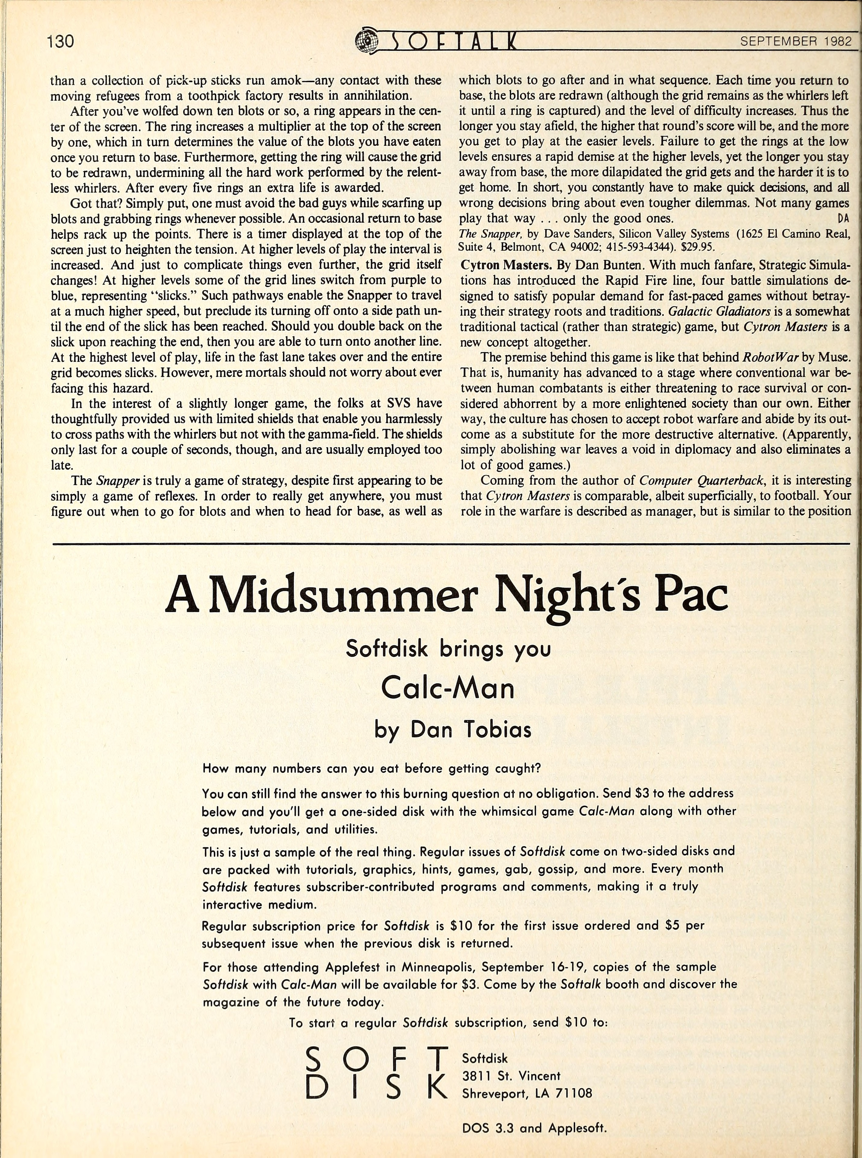 130
SOFTALK
SEPTEMBER 1982
than a collection of pick-up sticks run amok—any contact with these
moving refugees from a toothpick factory results in annihilation.
After you've wolfed down ten blots or so, a ring appears in the cen-
ter of the screen. The ring increases a multiplier at the top of the screen
by one, which in turn determines the value of the blots you have eaten
once you return to base. Furthermore, getting the ring will cause the grid
to be redrawn, undermining all the hard work performed by the relent-
less whirlers. After every five rings an extra life is awarded.
Got that? Simply put, one must avoid the bad guys while scarfing up
blots and grabbing rings whenever possible. An occasional return to base
helps rack up the points. There is a timer displayed at the top of the
screen just to heighten the tension. At higher levels of play the interval is
increased. And just to complicate things even further, the grid itself
changes! At higher levels some of the grid lines switch from purple to
blue, representing "slicks." Such pathways enable the Snapper to travel
at a much higher speed, but preclude its turning off onto a side path un-
til the end of the slick has been reached. Should you double back on the
slick upon reaching the end, then you are able to turn onto another line.
At the highest level of play, life in the fast lane takes over and the entire
grid becomes slicks. However, mere mortals should not worry about ever
facing this hazard.
In the interest of a slightly longer game, the folks at SVS have
thoughtfully provided us with limited shields that enable you harmlessly
to cross paths with the whirlers but not with the gamma-field. The shields
only last for a couple of seconds, though, and are usually employed too
late.
The Snapper is truly a game of strategy, despite first appearing to be
simply a game of reflexes. In order to really get anywhere, you must
figure out when to go for blots and when to head for base, as well as
which blots to go after and in what sequence. Each time you return to
base, the blots are redrawn (although the grid remains as the whirlers left
it until a ring is captured) and the level of difficulty increases. Thus the
longer you stay afield, the higher that round's score will be, and the more
you get to play at the easier levels. Failure to get the rings at the low
levels ensures a rapid demise at the higher levels, yet the longer you stay
away from base, the more dilapidated the grid gets and the harder it is to
get home. In short, you constantly have to make quick decisions, and all
wrong decisions bring about even tougher dilemmas. Not many games
play that way . . . only the good ones. DA
The Snapper, by Dave Sanders, Silicon Valley Systems (1625 El Camino Real,
Suite 4, Belmont, CA 94002; 415-593-4344). $29.95.
Cytron Masters. By Dan Bunten. With much fanfare, Strategic Simula-
tions has introduced the Rapid Fire line, four battle simulations de-
signed to satisfy popular demand for fast-paced games without betray-
ing their strategy roots and traditions. Galactic Gladiators is a somewhat
traditional tactical (rather than strategic) game, but Cytron Masters is a
new concept altogether.
The premise behind this game is like that behind RobotWar by Muse.
That is, humanity has advanced to a stage where conventional war be-
tween human combatants is either threatening to race survival or con-
sidered abhorrent by a more enlightened society than our own. Either
way, the culture has chosen to accept robot warfare and abide by its out-
come as a substitute for the more destructive alternative. (Apparently,
simply abolishing war leaves a void in diplomacy and also eliminates a
lot of good games.)
Coming from the author of Computer Quarterback, it is interesting
that Cytron Masters is comparable, albeit superficially, to football. Your
role in the warfare is described as manager, but is similar to the position
A Midsummer Night's Pac
Softdisk brings you
Calc-Man
by Dan Tobias
How many numbers can you eat before getting caught?
You can still find the answer to this burning question at no obligation. Send $3 to the address
below and you'll get a one-sided disk with the whimsical game Calc-Man along with other
games, tutorials, and utilities.
This is just a sample of the real thing. Regular issues of Softdisk come on two-sided disks and
are packed with tutorials, graphics, hints, games, gab, gossip, and more. Every month
Softdisk features subscriber-contributed programs and comments, making it a truly
interactive medium.
Regular subscription price for Softdisk is $10 for the first issue ordered and $5 per
subsequent issue when the previous disk is returned.
For those attending Applefest in Minneapolis, September 16-19, copies of the sample
Softdisk with Calc-Man will be available for $3. Come by the Softalk booth and discover the
magazine of the future today.
To start a regular Softdisk subscription, send $10 to:
SOFT
DISK
Softdisk
3811 St. Vincent
Shreveport, LA 71108
DOS 3.3 and Applesoft.